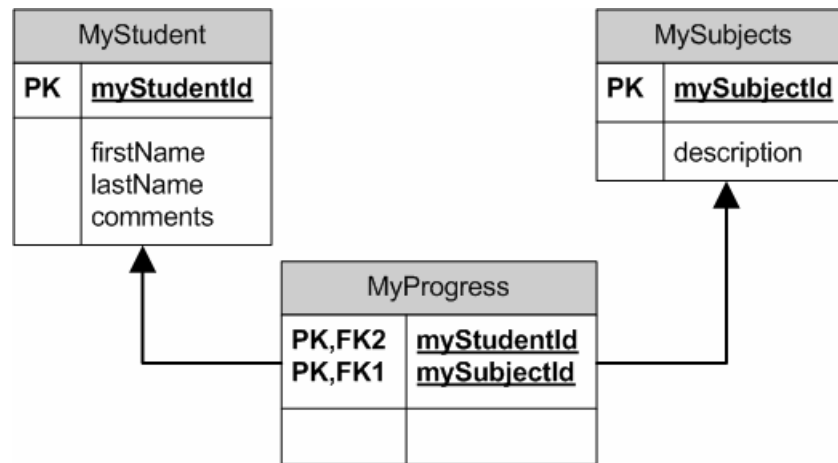 MyStudent
PK myStudentId
firstName
lastName
comments
MySubjects
PK mySubjectId
description
MyProgress
PK,FK2 myStudentId
PK,FK1 mySubjectId